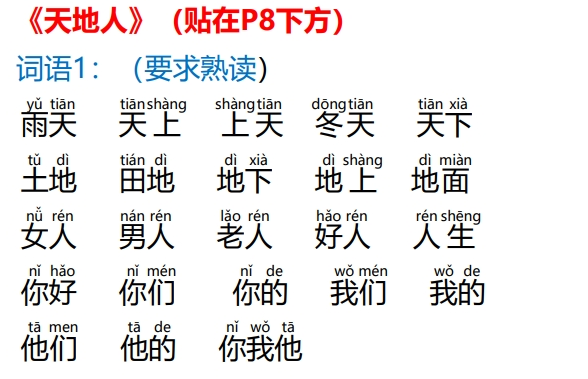 《天地人》（贴在P8下方）
词语1：（要求熟读）
yǔ tiān tiān shàng shàng tiān dōng tiān tiān xià
雨天 天上 上天 冬天 天下
tǔ dì tián dì dì xià dì shàng dì miàn
土地 田地 地下 地上 地面
nǚ rén nán rén lǎo rén hǎo rén rén shēng
女人 男人 老人 好人 人生
nǐ hǎo nǐ mén nǐ de wǒ mén wǒ de
你好 你们 你的 我们 我的
tā men tā de nǐ wǒ tā
他们 他的 你我他